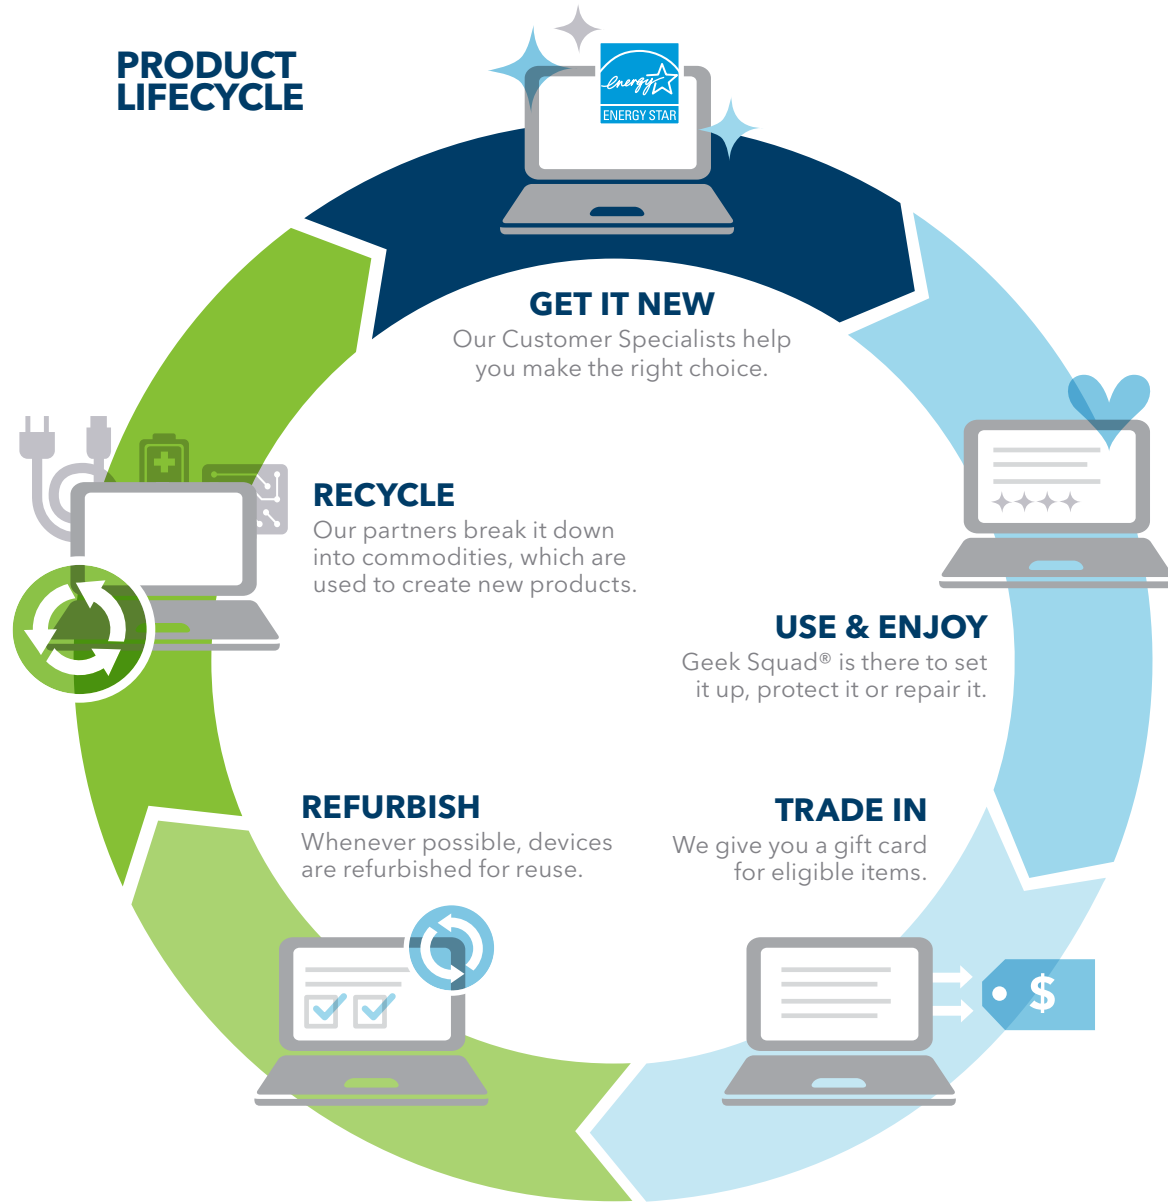 PRODUCT
LIFECYCLE
energy
ENERGY STAR
GET IT NEW
Our Customer Specialists help
you make the right choice.
USE & ENJOY
Geek Squad® is there to set
it up, protect it or repair it.
TRADE IN
We give you a gift card
for eligible items.
$
REFURBISH
Whenever possible, devices
are refurbished for reuse.
RECYCLE
Our partners break it down
into commodities, which are
used to create new products.